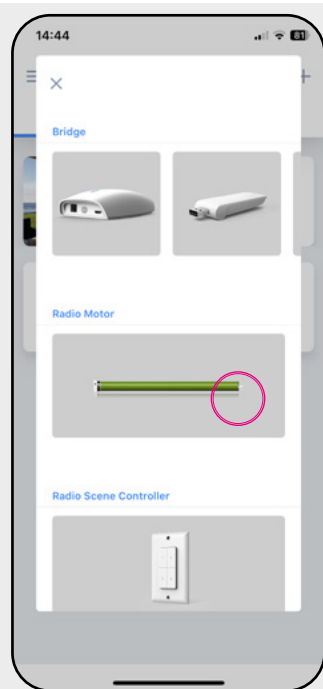 14:44
81
Bridge
Radio Motor
Radio Scene Controller